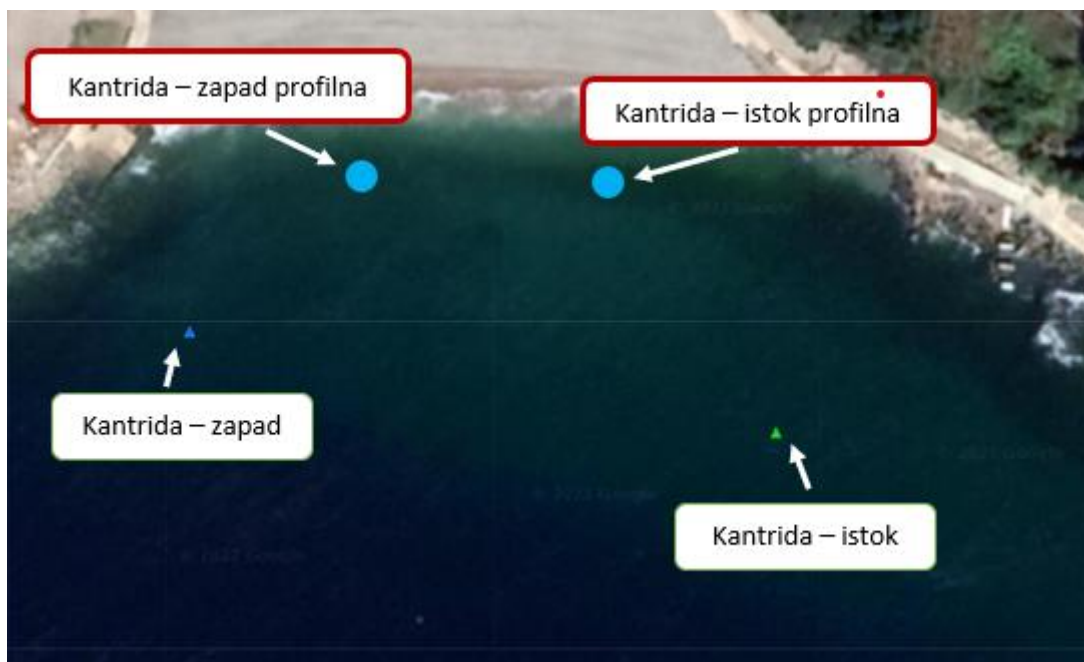 Kantrida – zapad profilna
Kantrida – istok profilna
Kantrida – zapad
Kantrida – istok